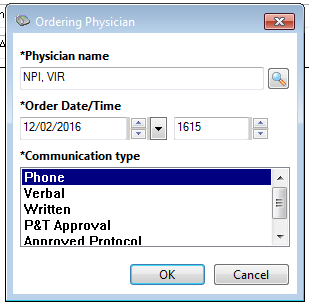 Ordering Physician
*Physician name
NPI, VIR
*Order Date/Time
12/02/2016 1615
*Communication type
Phone
Verbal
Written
P&T Approval
Approved Protocol
OK Cancel